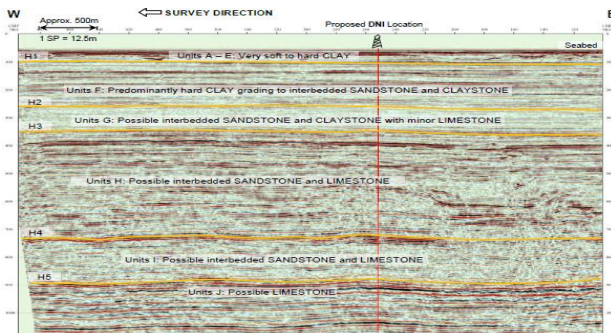 W
E
Approx. 500m
SURVEY DIRECTION
Proposed DNI Location
1 SP = 12.5m
Seabed
H1
Units A – E: Very soft to hard CLAY
Units F: Predominantly hard CLAY grading to interbedded SANDSTONE and CLAYSTONE
H2
Units G: Possible interbedded SANDSTONE and CLAYSTONE with minor LIMESTONE
H3
Units H: Possible interbedded SANDSTONE and LIMESTONE
H4
Units I: Possible interbedded SANDSTONE and LIMESTONE
H5
Units J: Possible LIMESTONE